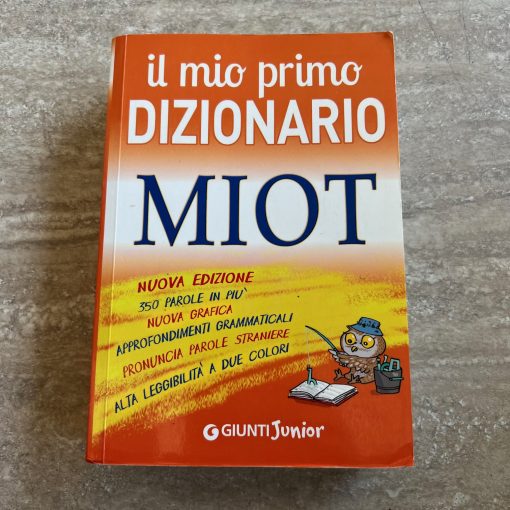 il mio primo
DIZIONARIO
MIOT
NUOVA EDIZIONE
350 PAROLE IN PIÙ
NUOVA GRAFICA
APPROFONDIMENTI GRAMMATICALI
PRONUNCIA PAROLE STRANIERE
ALTA LEGGIBILITÀ A DUE COLORI
GIUNTI Junior